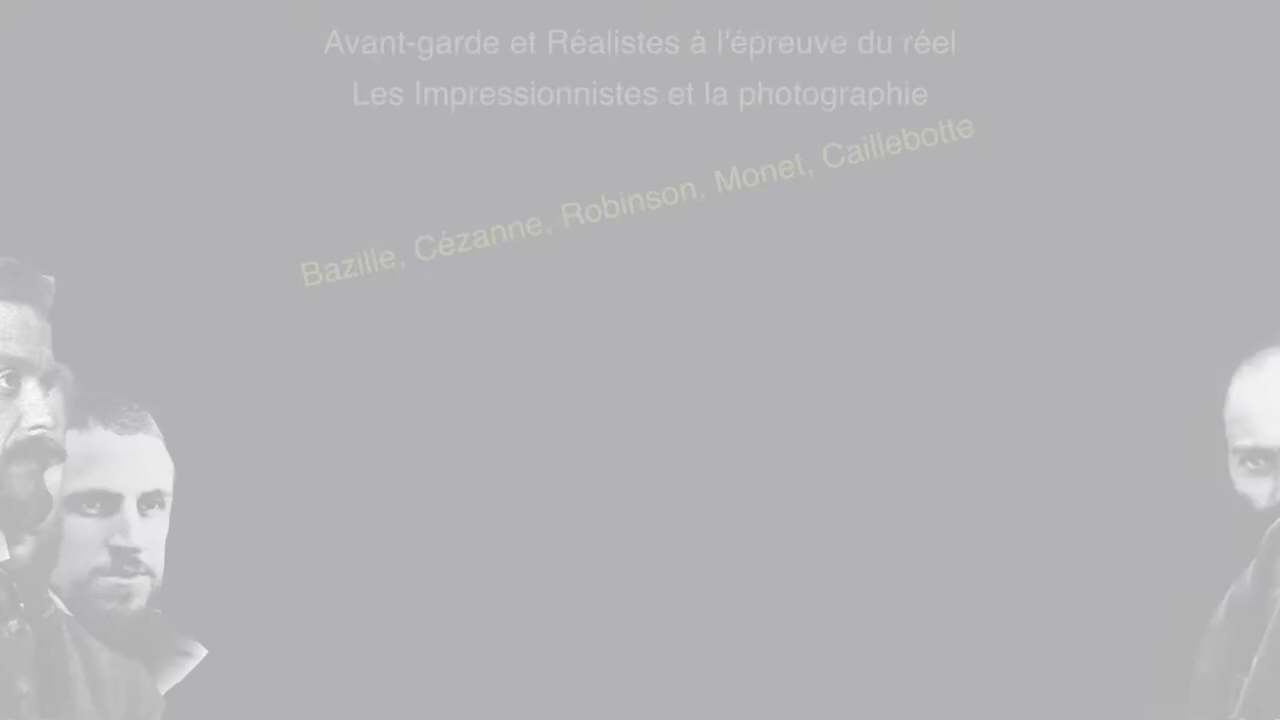 Avant-garde et Réalistes à l'épreuve du réel
Les Impressionnistes et la photographie
Bazille, Cézanne, Robinson, Monet, Caillebotte